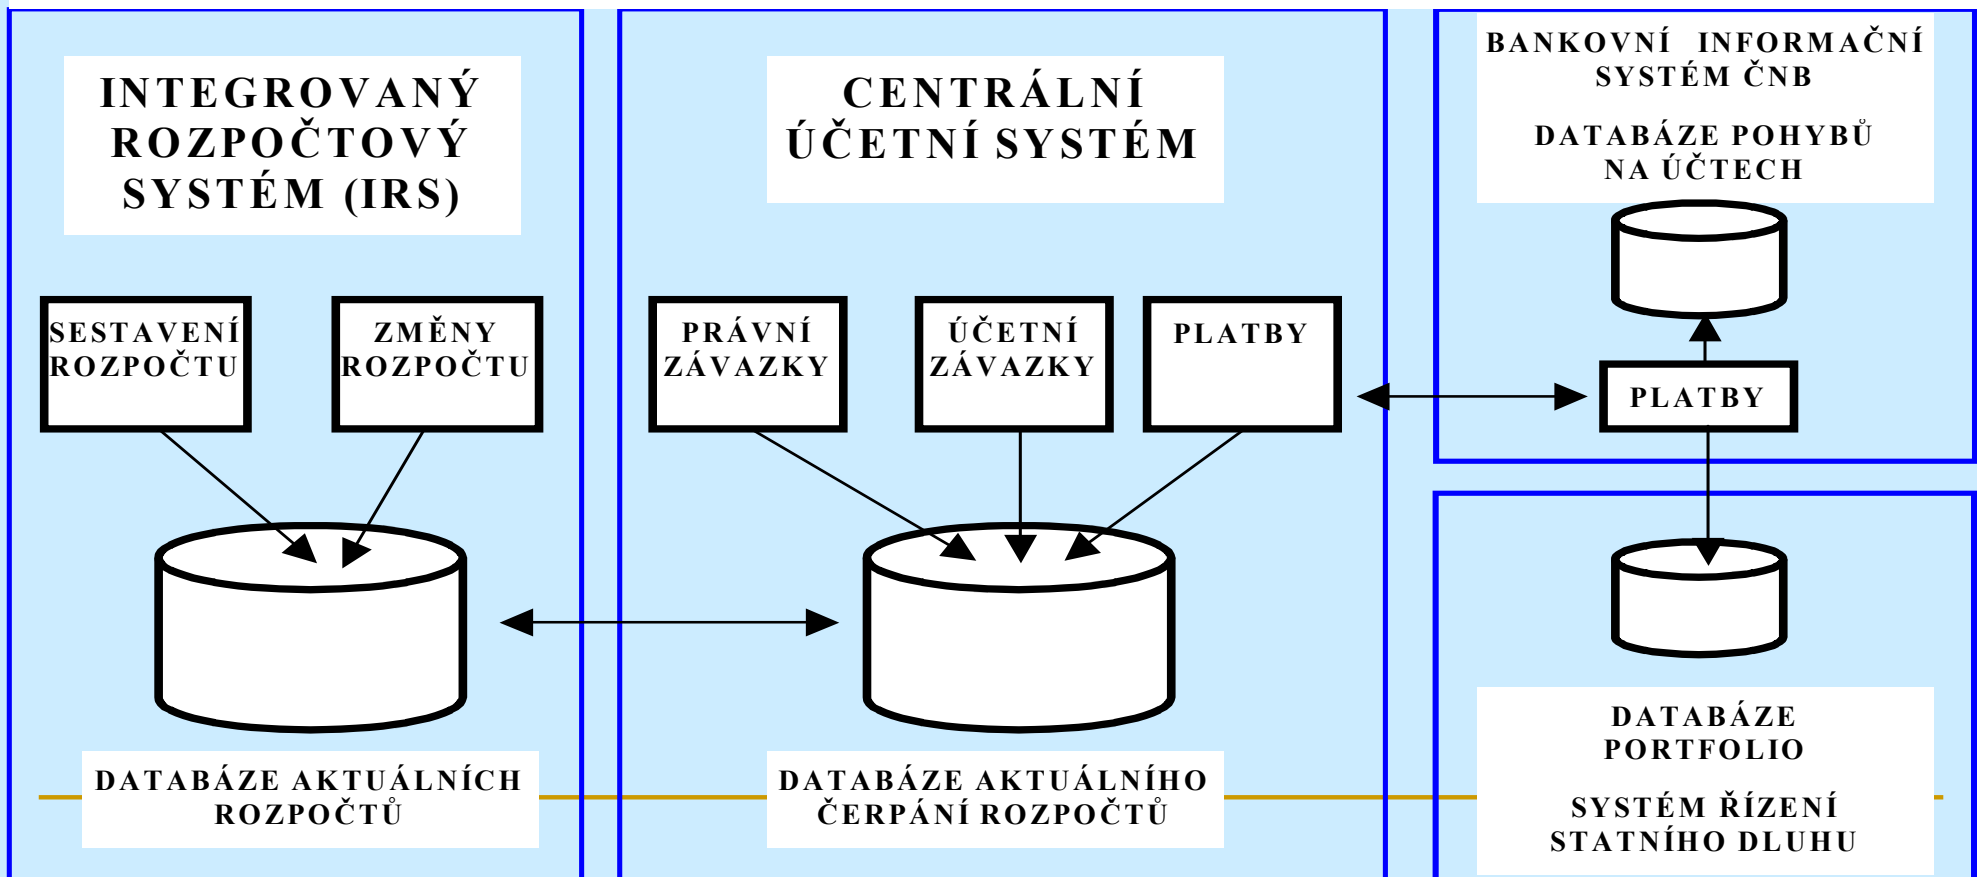 INTEGROVANÝ
ROZPOČTOVÝ
SYSTÉM (IRS)
SESTAVENÍ
ROZPOČTU
ZMĚNY
ROZPOČTU
DATABÁZE AKTUÁLNÍCH
ROZPOČTŮ
CENTRÁLNÍ
ÚČETNÍ SYSTÉM
PRÁVNÍ
ZÁVAZKY
ÚČETNÍ
ZÁVAZKY
PLATBY
DATABÁZE AKTUÁLNÍHO
ČERPÁNÍ ROZPOČTŮ
BANKOVNÍ INFORMAČNÍ
SYSTÉM ČNB
DATABÁZE POHYBŮ
NA ÚČTECH
PLATBY
DATABÁZE
PORTFOLIO
SYSTÉM ŘÍZENÍ
STATNÍHO DLUHU